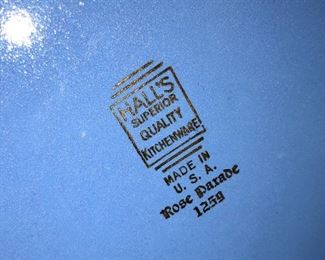 HALL'S
SUPERIOR
QUALITY
KITCHENWARE
MADE IN
U. S. A.
Rose Parade
1259